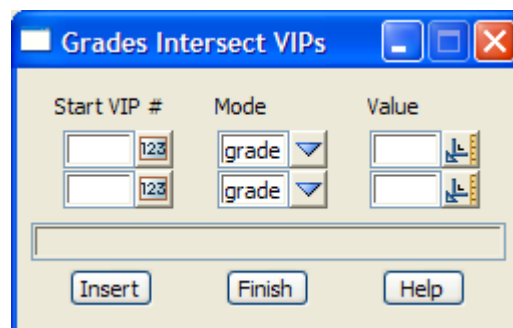 Grades Intersect VIPs
Start VIP # Mode Value
123 grade
123 grade
Insert Finish Help